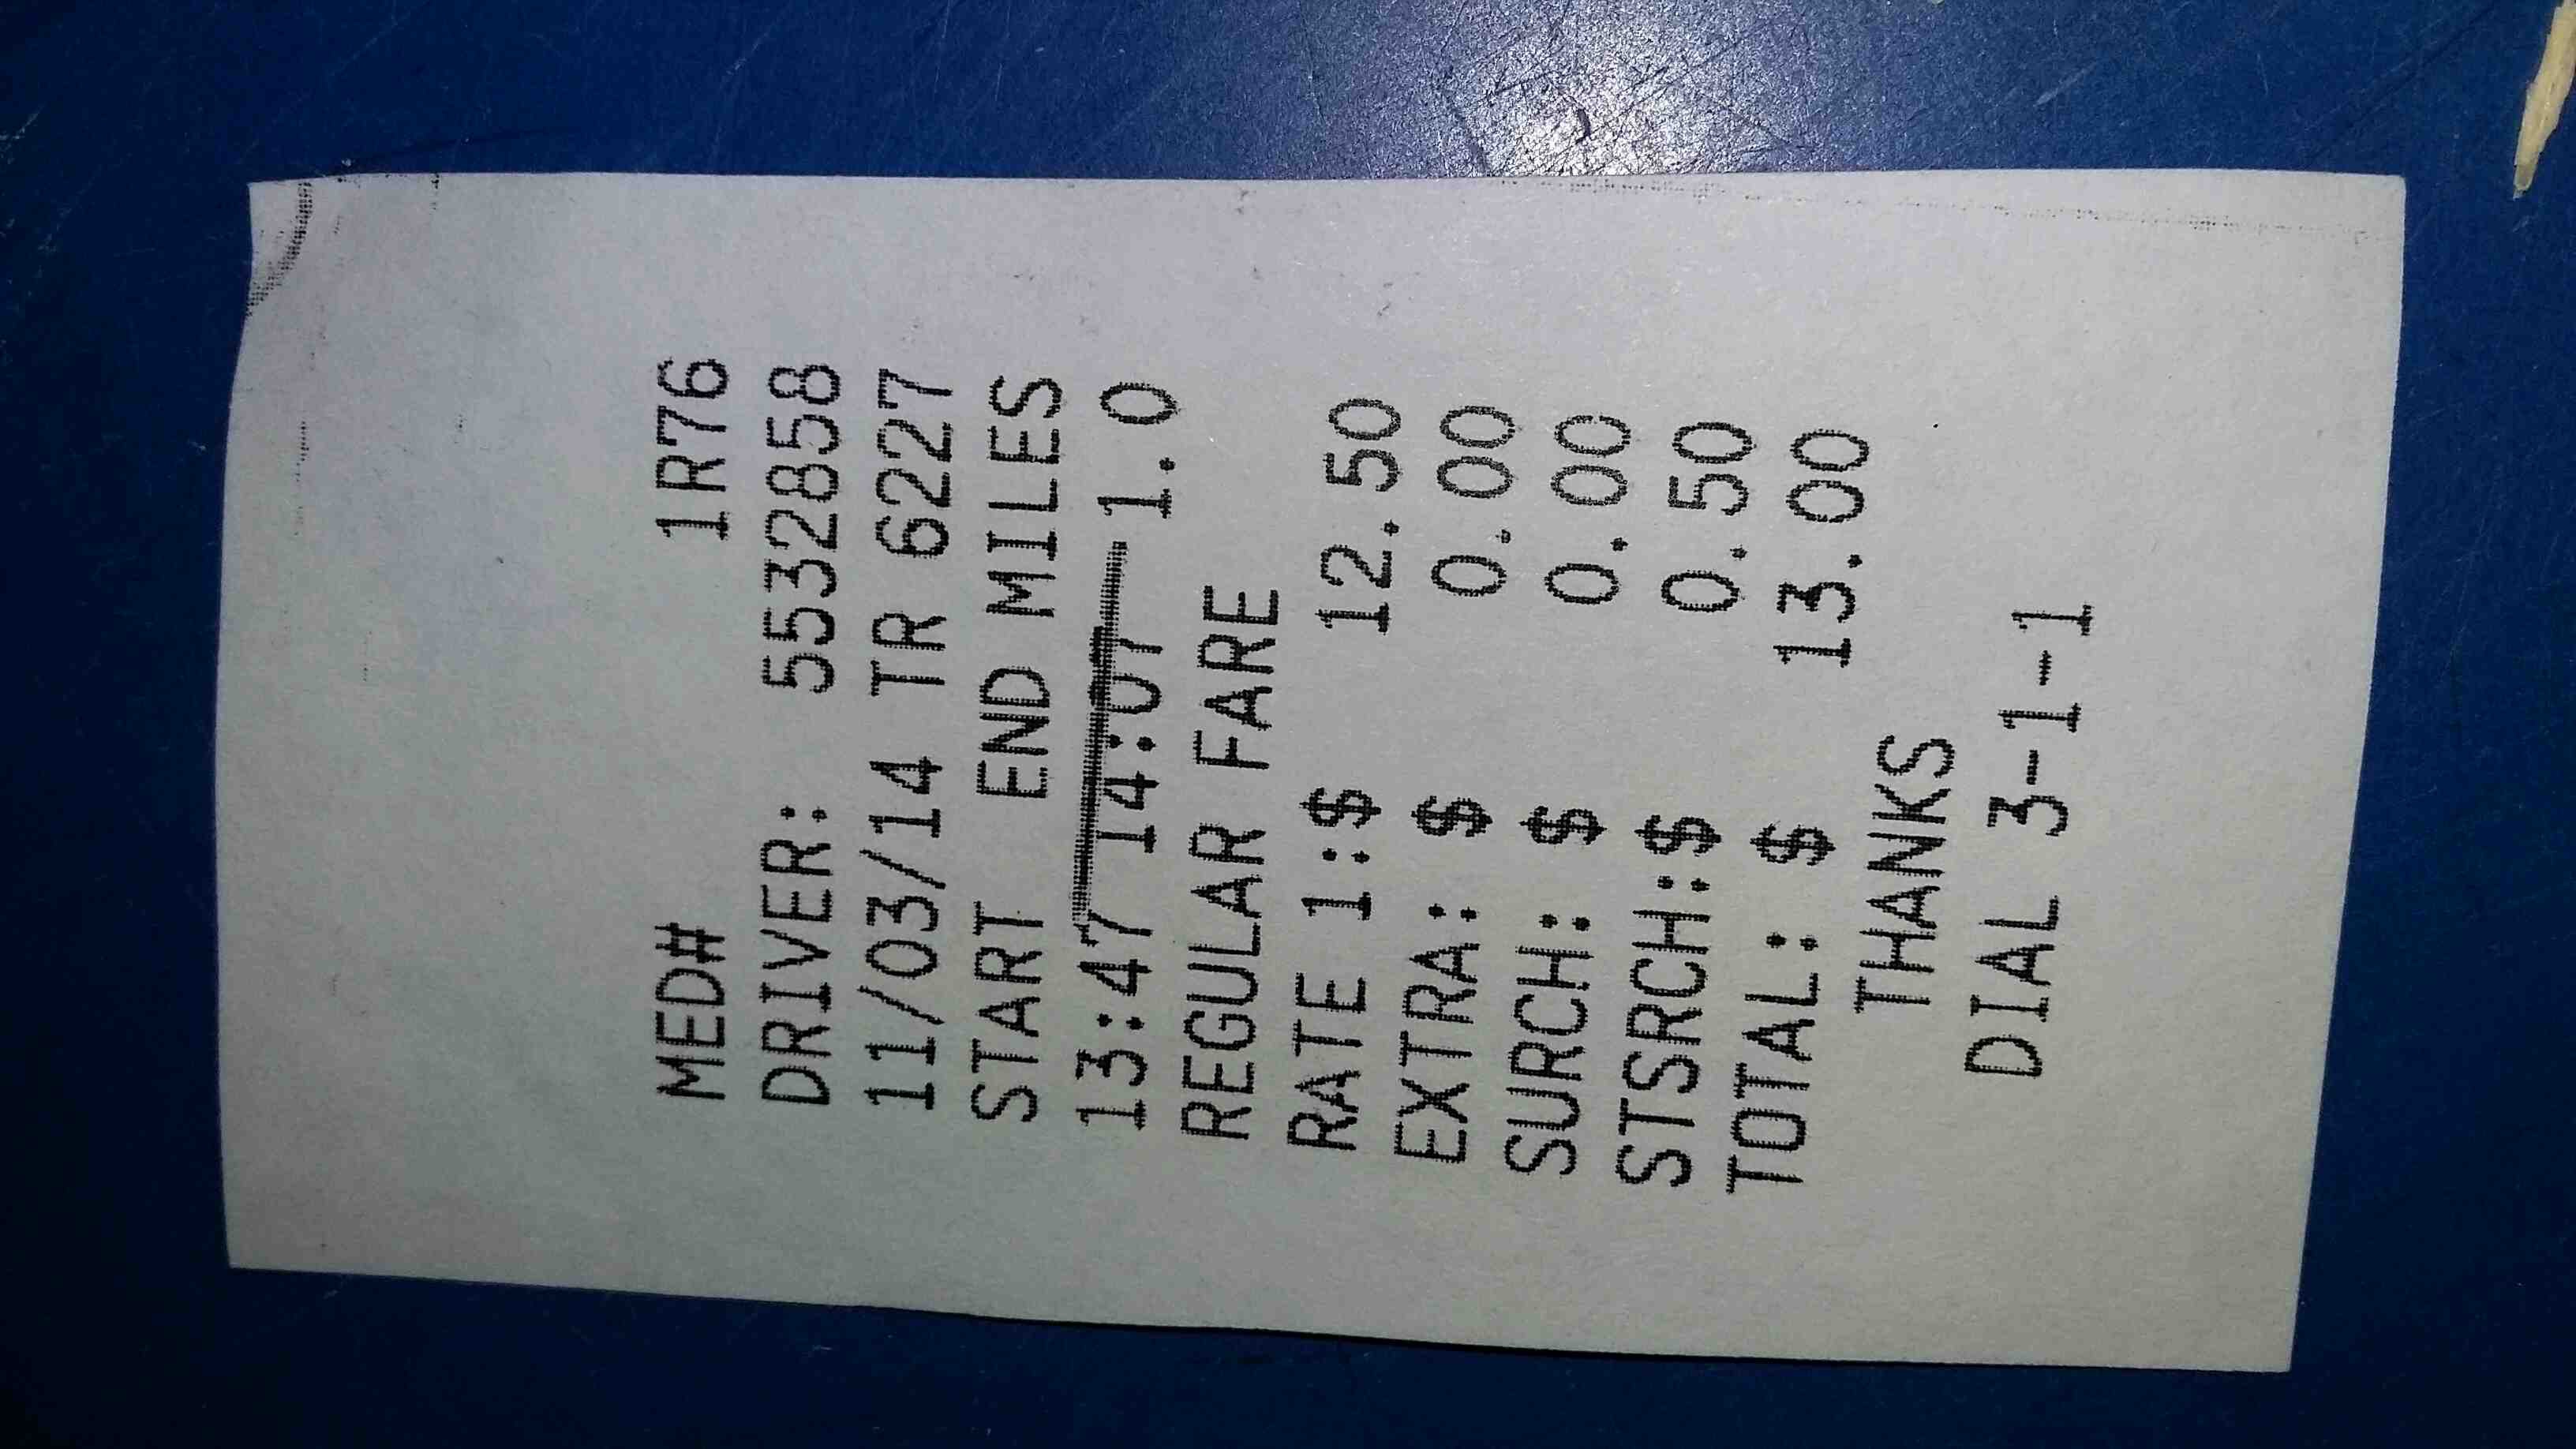 MED# 1R76
DRIVER: 5532858
11/03/14 TR 6227
START END MILES
13:47 14:07 1.0
REGULAR FARE
RATE 1:$ 12.50
EXTRA: $ 0.00
SURCH: $ 0.00
STSRCH:$ 0.50
TOTAL: $ 13.00
THANKS
DIAL 3-1-1